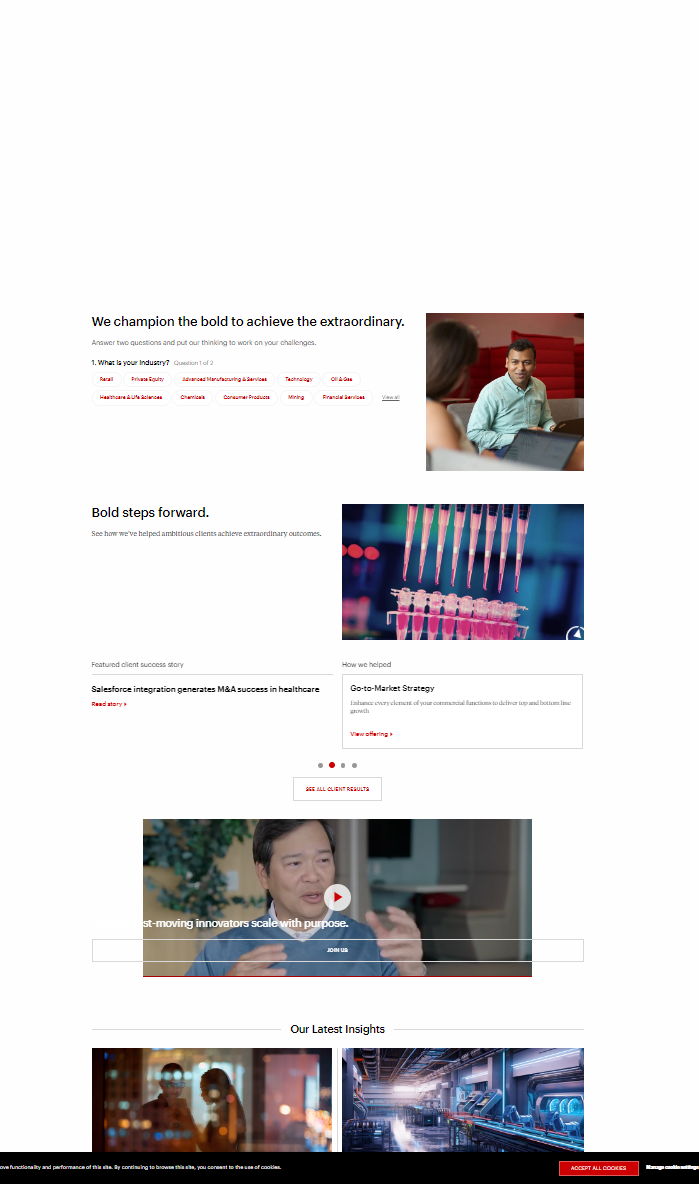 We champion the bold to achieve the extraordinary.
Answer two questions and put our thinking to work on your challenges.
1. What is your industry? Question 1 of 2
Retail Private Equity Advanced Manufacturing & Services Technology Oil & Gas
Healthcare & Life Sciences Chemicals Consumer Products Mining Financial Services View all
Bold steps forward.
See how we've helped ambitious clients achieve extraordinary outcomes.
Featured client success story
Salesforce integration generates M&A success in healthcare
Read story
How we helped
Go-to-Market Strategy
Enhance every element of your commercial functions to deliver top and bottom line
growth
View offering
SEE ALL CLIENT RESULTS
st-moving innovators scale with purpose.
JOIN US
Our Latest Insights
ove functionality and performance of this site. By continuing to browse this site, you consent to the use of cookies.
ACCEPT ALL COOKIES
Manage cookie settings